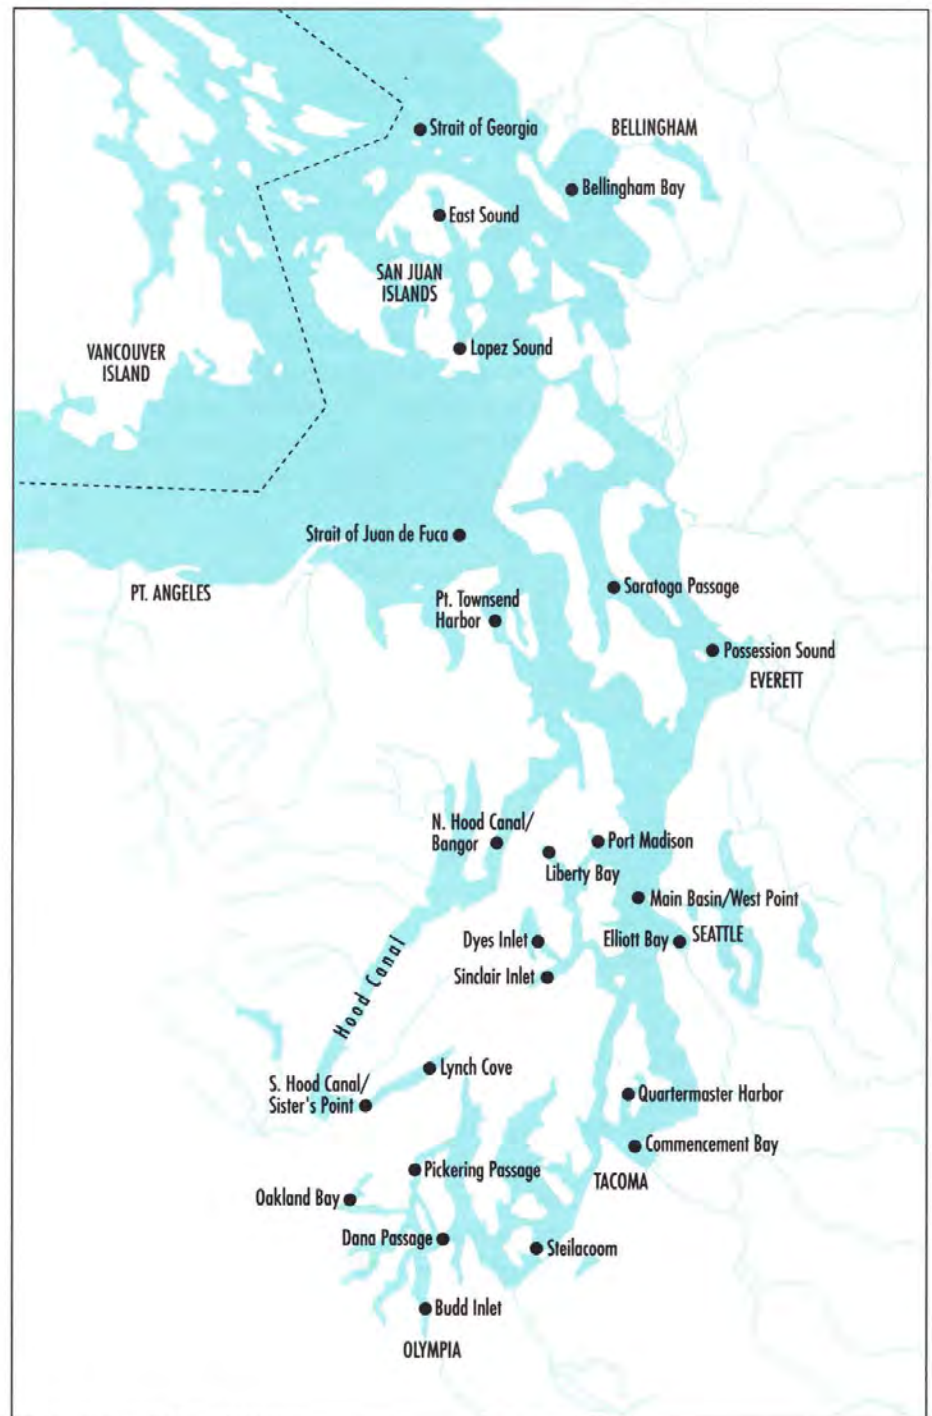 Strait of Georgia
BELLINGHAM
Bellingham Bay
East Sound
SAN JUAN
ISLANDS
Lopez Sound
VANCOUVER
ISLAND
Strait of Juan de Fuca
PT. ANGELES
Saratoga Passage
Pt. Townsend
Harbor
Possession Sound
EVERETT
N. Hood Canal/
Bangor
Port Madison
Liberty Bay
Main Basin/West Point
Dyes Inlet
Elliott Bay
SEATTLE
Sinclair Inlet
Hood Canal
Lynch Cove
S. Hood Canal/
Sister's Point
Quartermaster Harbor
Commencement Bay
Pickering Passage
TACOMA
Oakland Bay
Dana Passage
Steilacoom
Budd Inlet
OLYMPIA